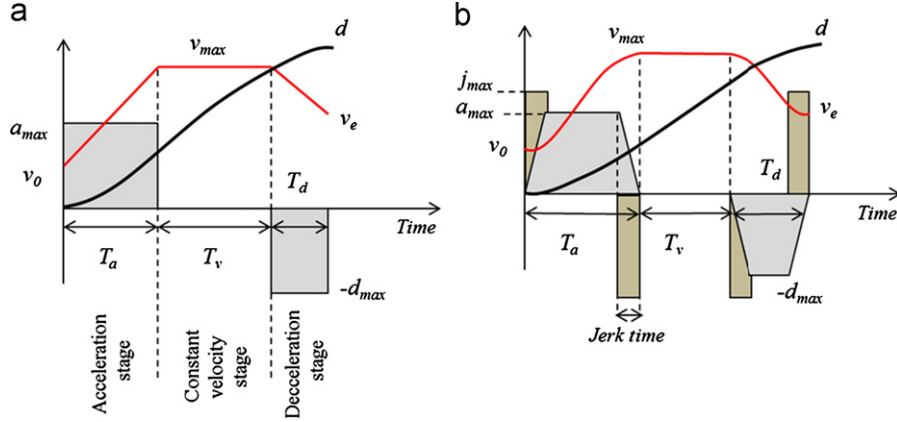 a
v_max
d
a_max
v_e
v_0
T_d
Time
T_a
T_v
-d_max
Acceleration
stage
Constant
velocity
stage
Decceleration
stage
b
v_max
d
j_max
a_max
v_e
v_0
T_d
Time
T_a
T_v
-d_max
Jerk time